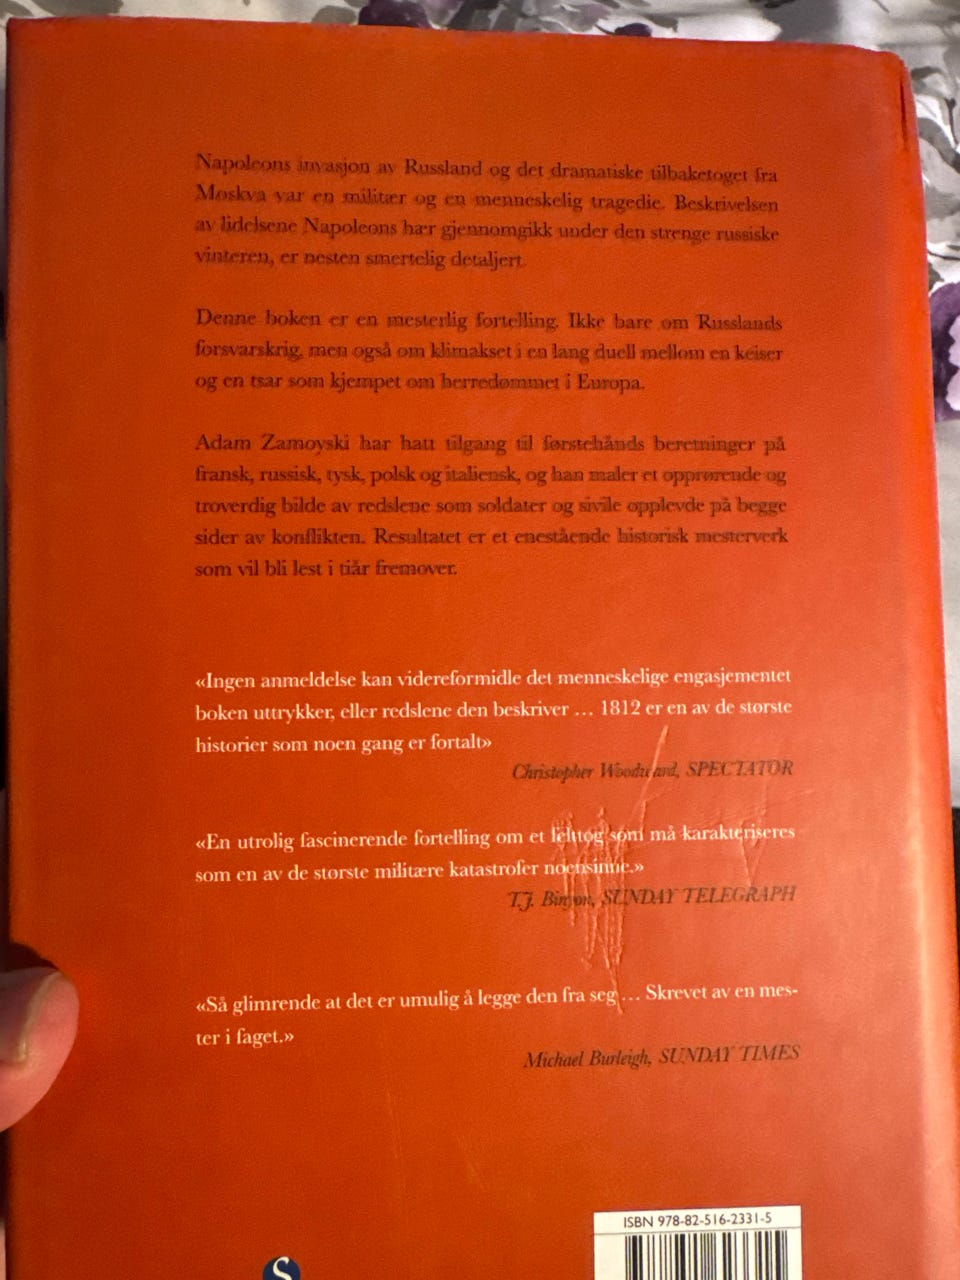 Napoleons invasjon av Russland og det dramatiske tilbaketoget fra
Moskva var en militær og en menneskelig tragedie. Beskrivelsen
av lidelsene Napoleons hær gjennomgikk under den strenge russiske
vinteren, er nesten smertelig detaljert.
Denne boken er en mesterlig fortelling. Ikke bare om Russlands
forsvarskrig, men også om klimakset i en lang duell mellom en keiser
og en tsar som kjempet om herredømmet i Europa.
Adam Zamoyski har hatt tilgang til førstehånds beretninger på
fransk, russisk, tysk, polsk og italiensk, og han maler et opprørende og
troverdig bilde av redslene som soldater og sivile opplevde på begge
sider av konflikten. Resultatet er et enestående historisk mesterverk
som vil bli lest i tiår fremover.
«Ingen anmeldelse kan videreformidle det menneskelige engasjementet
boken uttrykker, eller redslene den beskriver … 1812 er en av de største
historier som noen gang er fortalt»
Christopher Woodward, SPECTATOR
«En utrolig fascinerende fortelling om et felttog som må karakteriseres
som en av de største militære katastrofer noensinne.»
T.J. Binyon, SUNDAY TELEGRAPH
«Så glimrende at det er umulig å legge den fra seg … Skrevet av en mes-
ter i faget.»
Michael Burleigh, SUNDAY TIMES
ISBN 978-82-516-2331-5
S